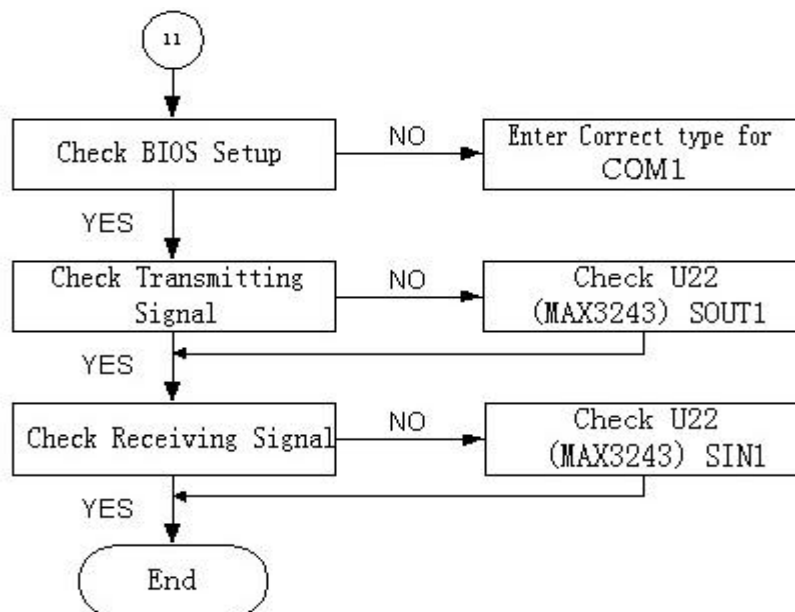 11
Check BIOS Setup
NO
Enter Correct type for
COM1
YES
Check Transmitting
Signal
NO
Check U22
(MAX3243) SOUT1
YES
Check Receiving Signal
NO
Check U22
(MAX3243) SIN1
YES
End